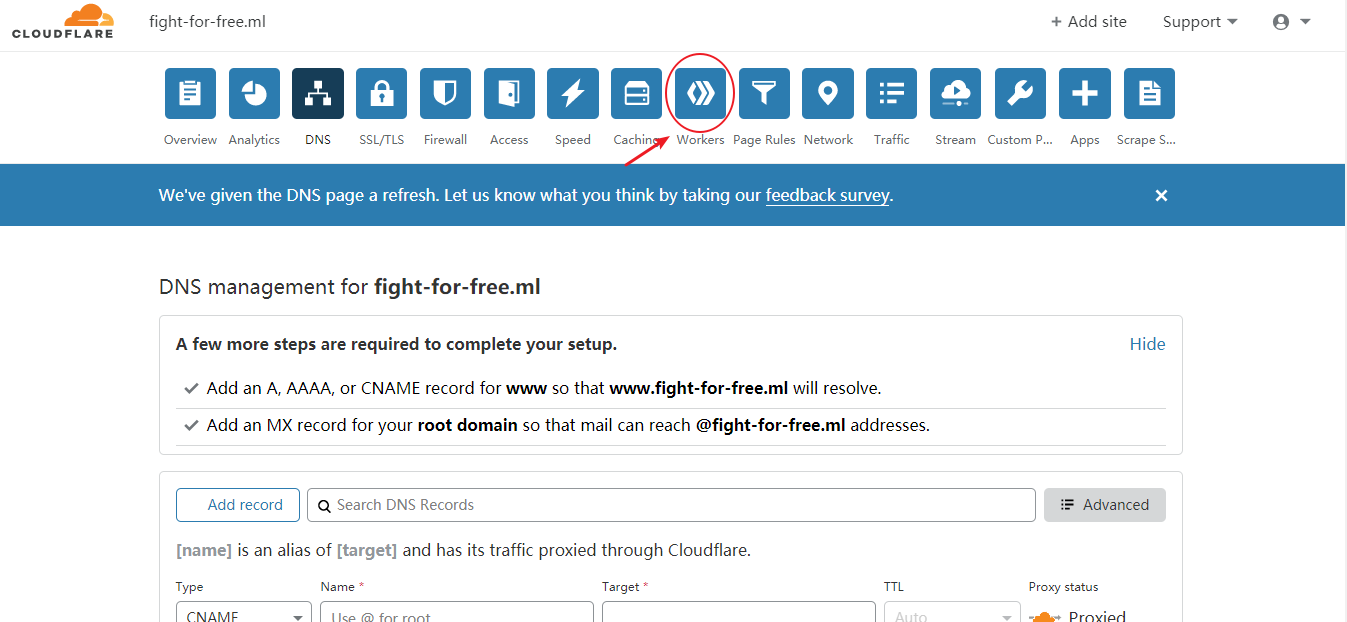 CLOUDFLARE
fight-for-free.ml
+ Add site
Support
Overview Analytics DNS SSL/TLS Firewall Access Speed Caching Workers Page Rules Network Traffic Stream Custom P... Apps Scrape S...
We've given the DNS page a refresh. Let us know what you think by taking our feedback survey.
DNS management for fight-for-free.ml
A few more steps are required to complete your setup.
Hide
Add an A, AAAA, or CNAME record for www so that www.fight-for-free.ml will resolve.
Add an MX record for your root domain so that mail can reach @fight-for-free.ml addresses.
Add record
Search DNS Records
Advanced
[name] is an alias of [target] and has its traffic proxied through Cloudflare.
Type Name * Target * TTL Proxy status
CNAME Use @ for root Auto Proxied